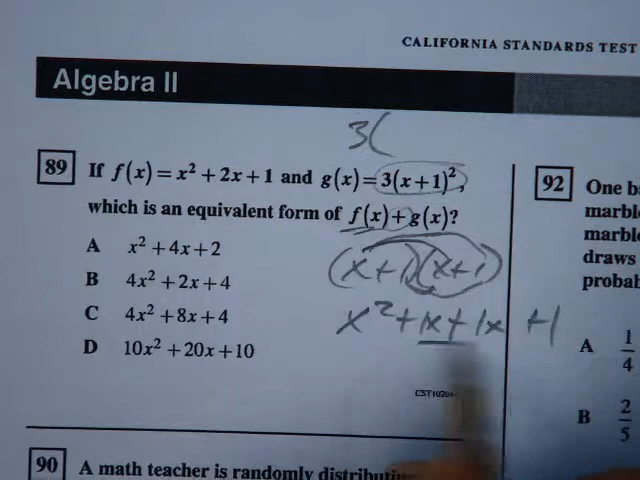 CALIFORNIA STANDARDS TEST
Algebra II
3(
89 If f(x) = x² + 2x + 1 and g(x) = 3(x + 1)²,
which is an equivalent form of f(x) + g(x)?
A x² + 4x + 2
B 4x² + 2x + 4
C 4x² + 8x + 4
D 10x² + 20x + 10
(x+1)(x+1)
x² + 1x + 1x + 1
92 One b
marbl
marbl
draws
probal
A 1/4
B 2/5
90 A math teacher is randomly distributi